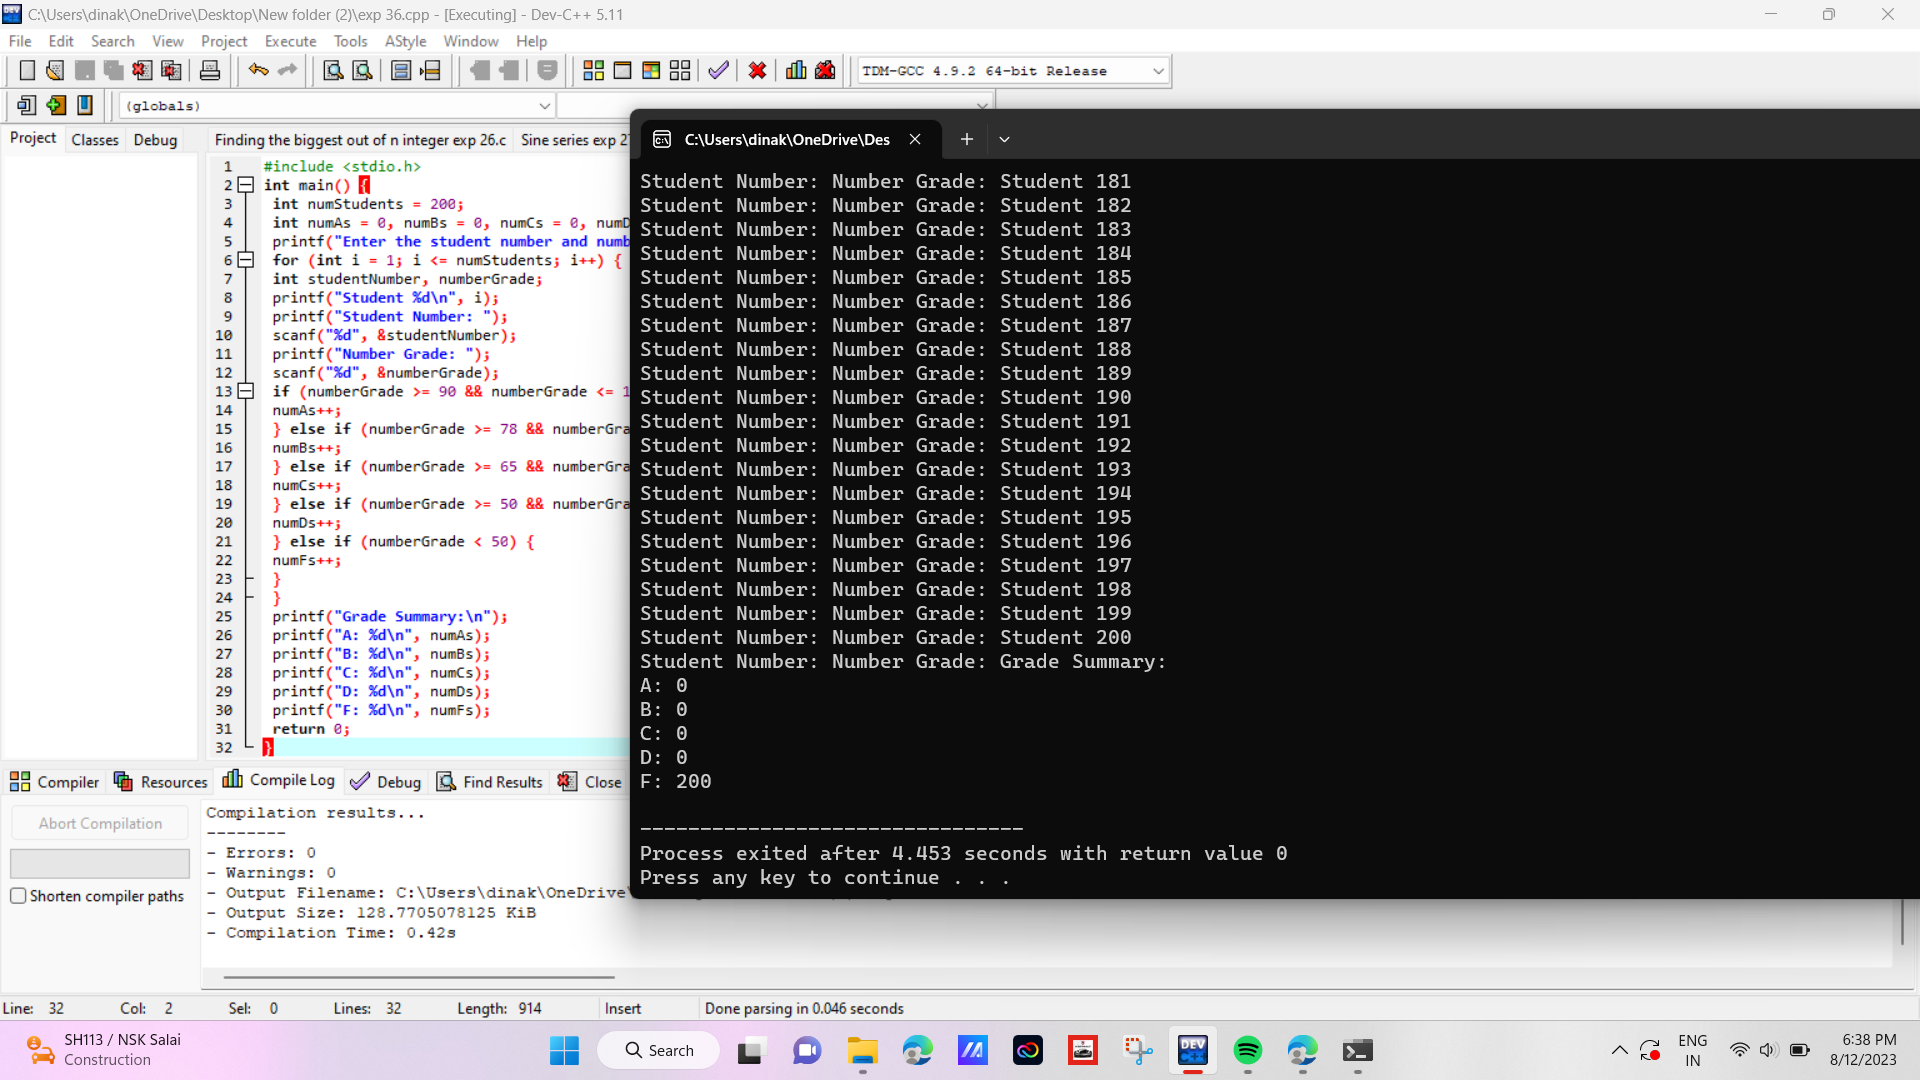 C:\Users\dinak\OneDrive\Desktop\New folder (2)\exp 36.cpp - [Executing] - Dev-C++ 5.11
File Edit Search View Project Execute Tools AStyle Window Help
TDM-GCC 4.9.2 64-bit Release
(globals)
Project Classes Debug
Finding the biggest out of n integer exp 26.c Sine series exp 2
1 #include <stdio.h>
2 int main() {
3 int numStudents = 200;
4 int numAs = 0, numBs = 0, numCs = 0, numD
5 printf("Enter the student number and numb
6 for (int i = 1; i <= numStudents; i++) {
7 int studentNumber, numberGrade;
8 printf("Student %d\n", i);
9 printf("Student Number: ");
10 scanf("%d", &studentNumber);
11 printf("Number Grade: ");
12 scanf("%d", &numberGrade);
13 if (numberGrade >= 90 && numberGrade <= 1
14 numAs++;
15 } else if (numberGrade >= 78 && numberGra
16 numBs++;
17 } else if (numberGrade >= 65 && numberGra
18 numCs++;
19 } else if (numberGrade >= 50 && numberGra
20 numDs++;
21 } else if (numberGrade < 50) {
22 numFs++;
23 }
24 }
25 printf("Grade Summary:\n");
26 printf("A: %d\n", numAs);
27 printf("B: %d\n", numBs);
28 printf("C: %d\n", numCs);
29 printf("D: %d\n", numDs);
30 printf("F: %d\n", numFs);
31 return 0;
32 }
C:\Users\dinak\OneDrive\Des
Student Number: Number Grade: Student 181
Student Number: Number Grade: Student 182
Student Number: Number Grade: Student 183
Student Number: Number Grade: Student 184
Student Number: Number Grade: Student 185
Student Number: Number Grade: Student 186
Student Number: Number Grade: Student 187
Student Number: Number Grade: Student 188
Student Number: Number Grade: Student 189
Student Number: Number Grade: Student 190
Student Number: Number Grade: Student 191
Student Number: Number Grade: Student 192
Student Number: Number Grade: Student 193
Student Number: Number Grade: Student 194
Student Number: Number Grade: Student 195
Student Number: Number Grade: Student 196
Student Number: Number Grade: Student 197
Student Number: Number Grade: Student 198
Student Number: Number Grade: Student 199
Student Number: Number Grade: Student 200
Student Number: Number Grade: Grade Summary:
A: 0
B: 0
C: 0
D: 0
F: 200
--------------------------------
Process exited after 4.453 seconds with return value 0
Press any key to continue . . .
Compiler Resources Compile Log Debug Find Results Close
Abort Compilation
Shorten compiler paths
Compilation results...
--------
- Errors: 0
- Warnings: 0
- Output Filename: C:\Users\dinak\OneDrive\
- Output Size: 128.7705078125 KiB
- Compilation Time: 0.42s
Line: 32 Col: 2 Sel: 0 Lines: 32 Length: 914 Insert Done parsing in 0.046 seconds
SH113 / NSK Salai
Construction
Search
DEV C++
ENG
IN
6:38 PM
8/12/2023